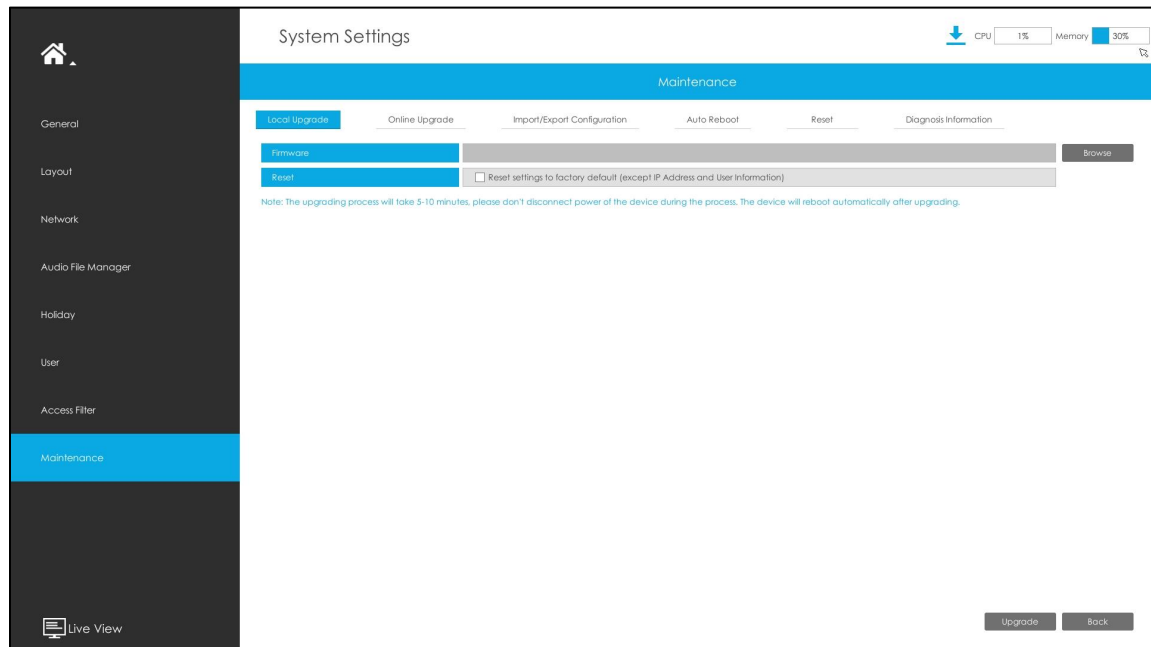 System Settings
CPU 1% Memory 30%
Maintenance
General
Layout
Network
Audio File Manager
Holiday
User
Access Filter
Maintenance
Live View
Local Upgrade Online Upgrade Import/Export Configuration Auto Reboot Reset Diagnosis Information
Firmware Browse
Reset Reset settings to factory default (except IP Address and User Information)
Note: The upgrading process will take 5-10 minutes, please don't disconnect power of the device during the process. The device will reboot automatically after upgrading.
Upgrade Back